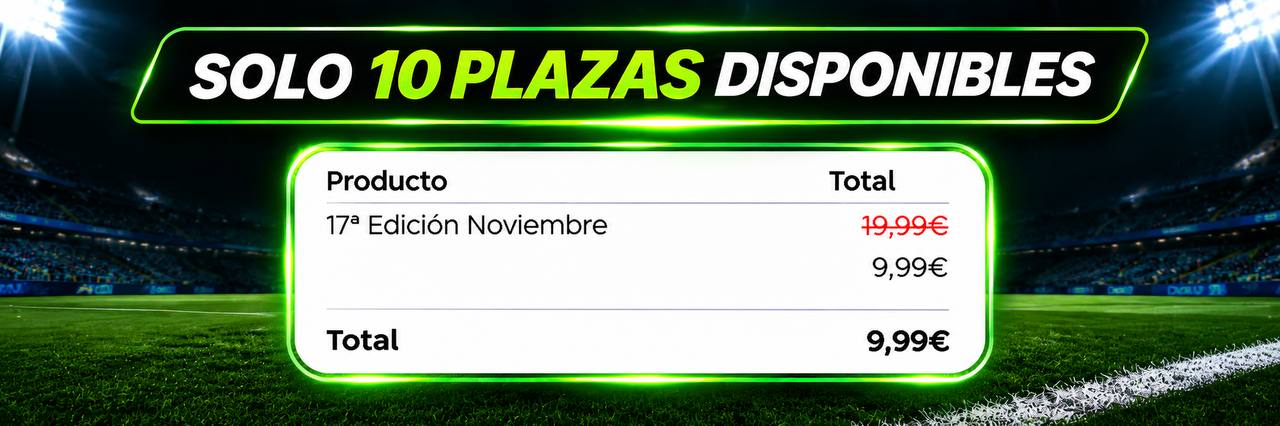 SOLO 10 PLAZAS DISPONIBLES
Producto Total
17ª Edición Noviembre 19,99€
9,99€
Total 9,99€